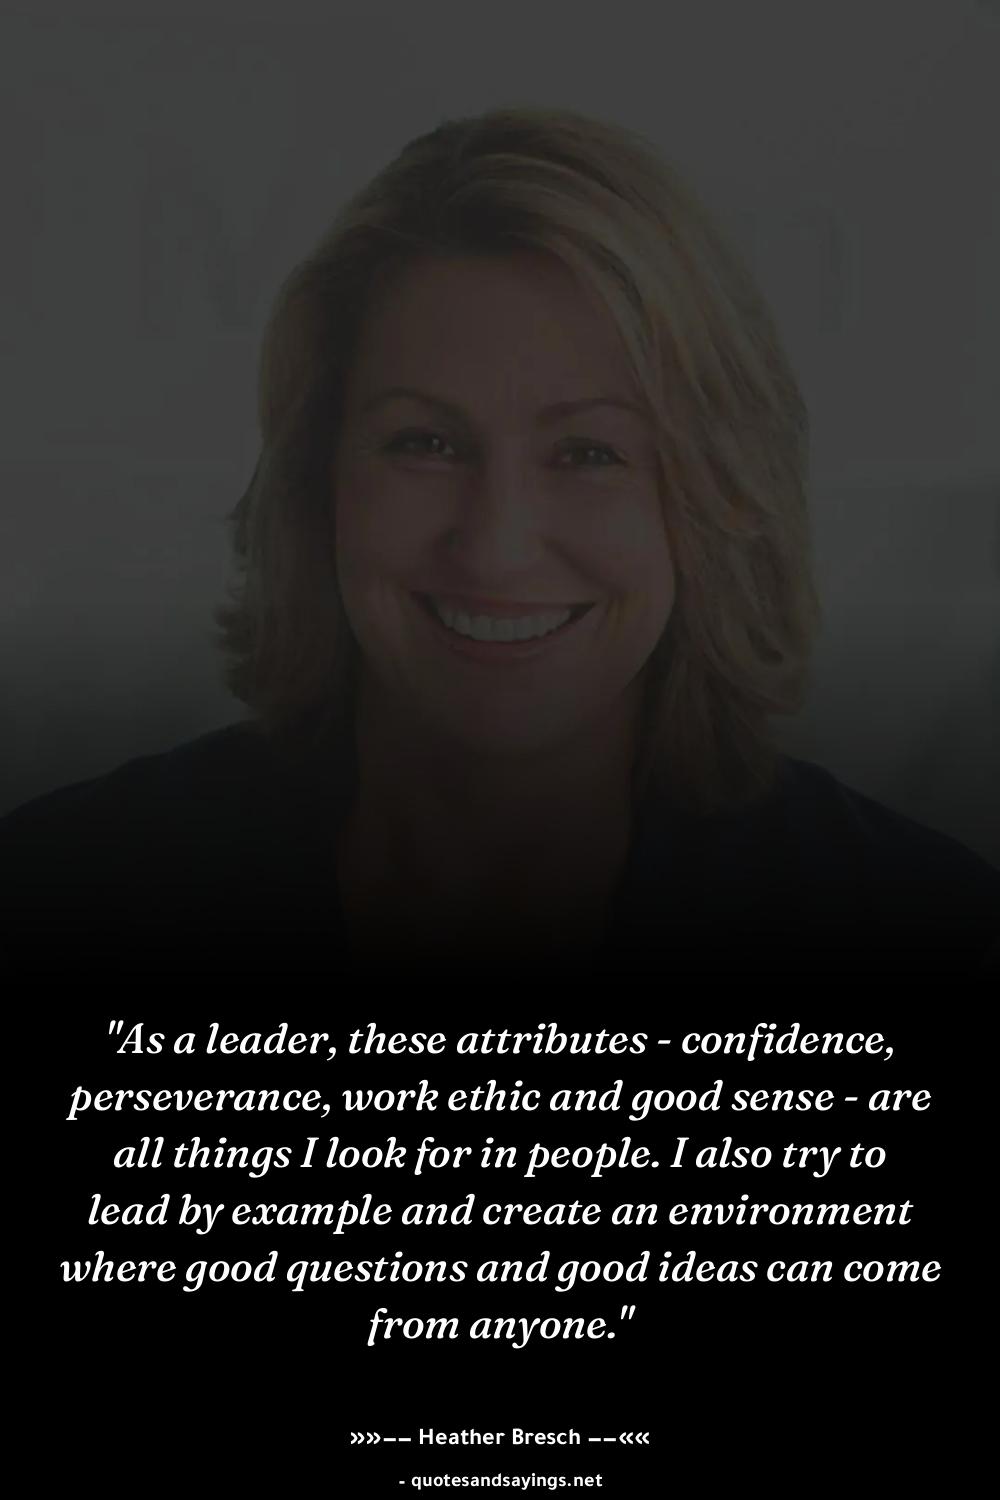 "As a leader, these attributes - confidence,
perseverance, work ethic and good sense - are
all things I look for in people. I also try to
lead by example and create an environment
where good questions and good ideas can come
from anyone."
»»–– Heather Bresch ––««
- quotesandsayings.net